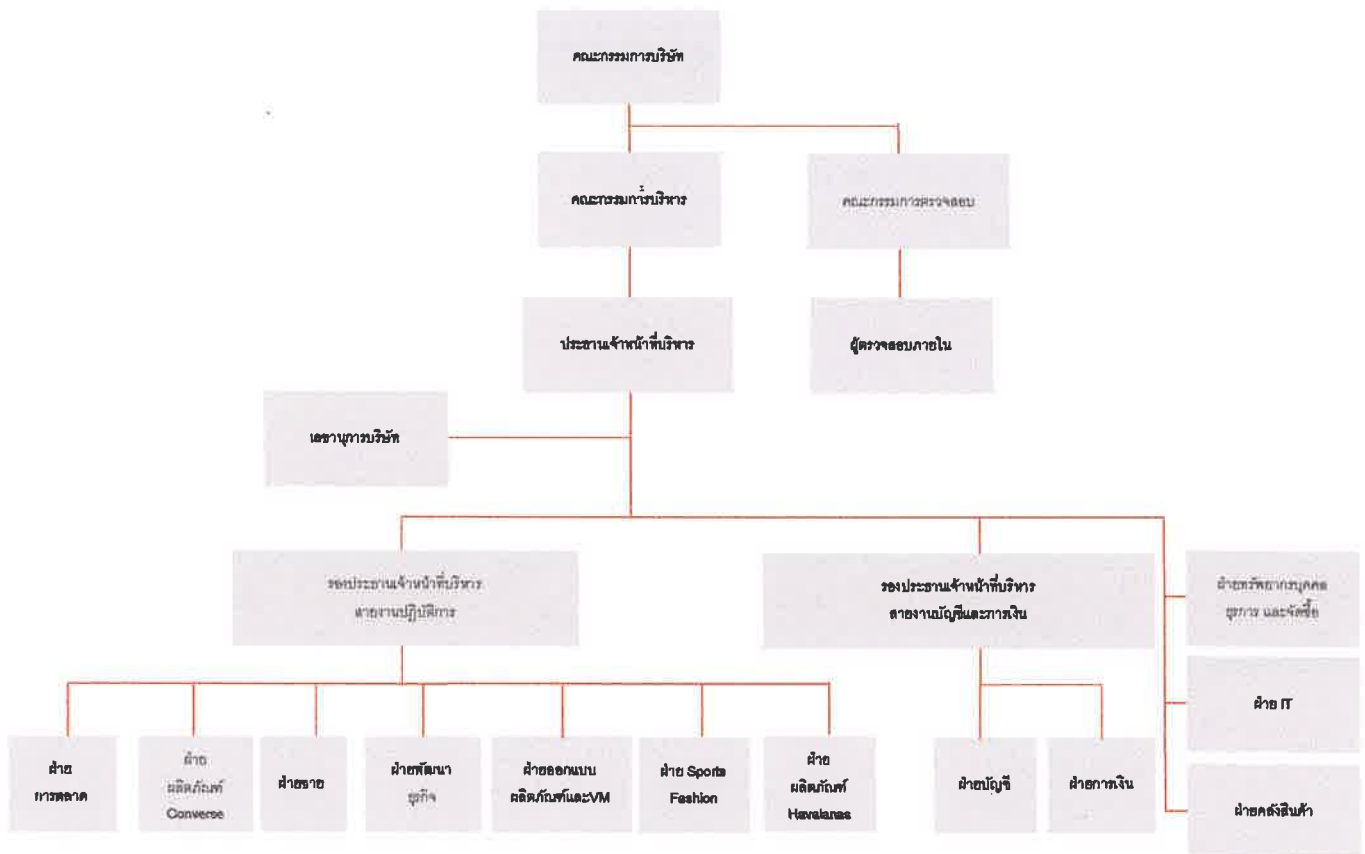 คณะกรรมการบริษัท
คณะกรรมการบริหาร
คณะกรรมการตรวจสอบ
ประธานเจ้าหน้าที่บริหาร
ผู้ตรวจสอบภายใน
เลขานุการบริษัท
รองประธานเจ้าหน้าที่บริหาร
สายงานปฏิบัติการ
รองประธานเจ้าหน้าที่บริหาร
สายงานบัญชีและการเงิน
ฝ่ายทรัพยากรบุคคล
ธุรการ และจัดซื้อ
ฝ่าย IT
ฝ่ายคลังสินค้า
ฝ่าย
การตลาด
ฝ่าย
ผลิตภัณฑ์
Converse
ฝ่ายขาย
ฝ่ายพัฒนา
ธุรกิจ
ฝ่ายออกแบบ
ผลิตภัณฑ์และVM
ฝ่าย Sports
Fashion
ฝ่าย
ผลิตภัณฑ์
Havaianas
ฝ่ายบัญชี
ฝ่ายการเงิน